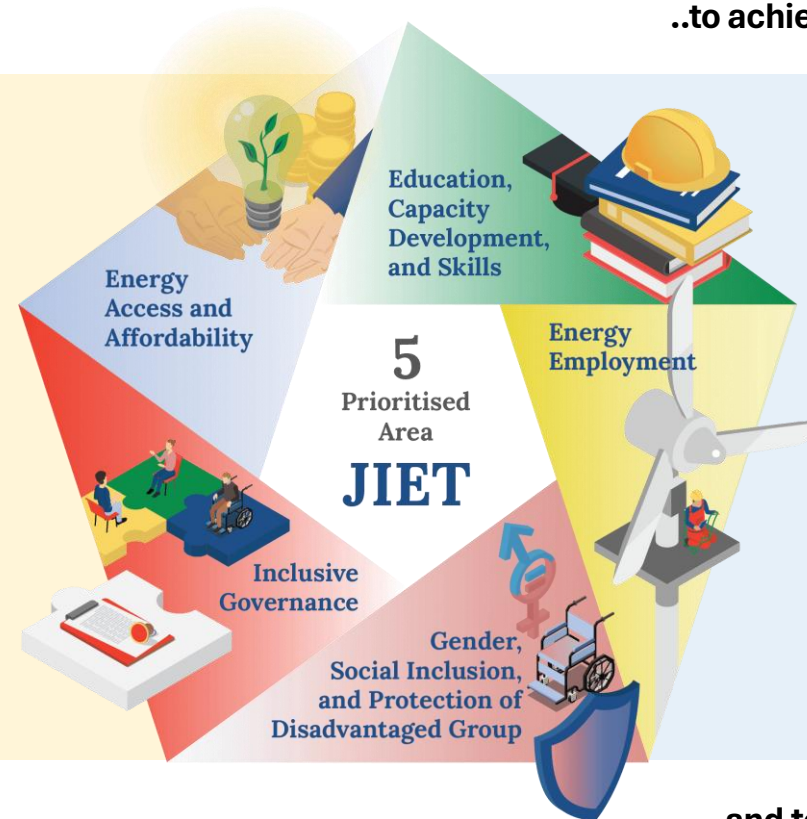 ..to achie
Education,
Capacity
Development,
and Skills
Energy
Access and
Affordability
Energy
Employment
5
Prioritised
Area
JIET
Inclusive
Governance
Gender,
Social Inclusion,
and Protection of
Disadvantaged Group